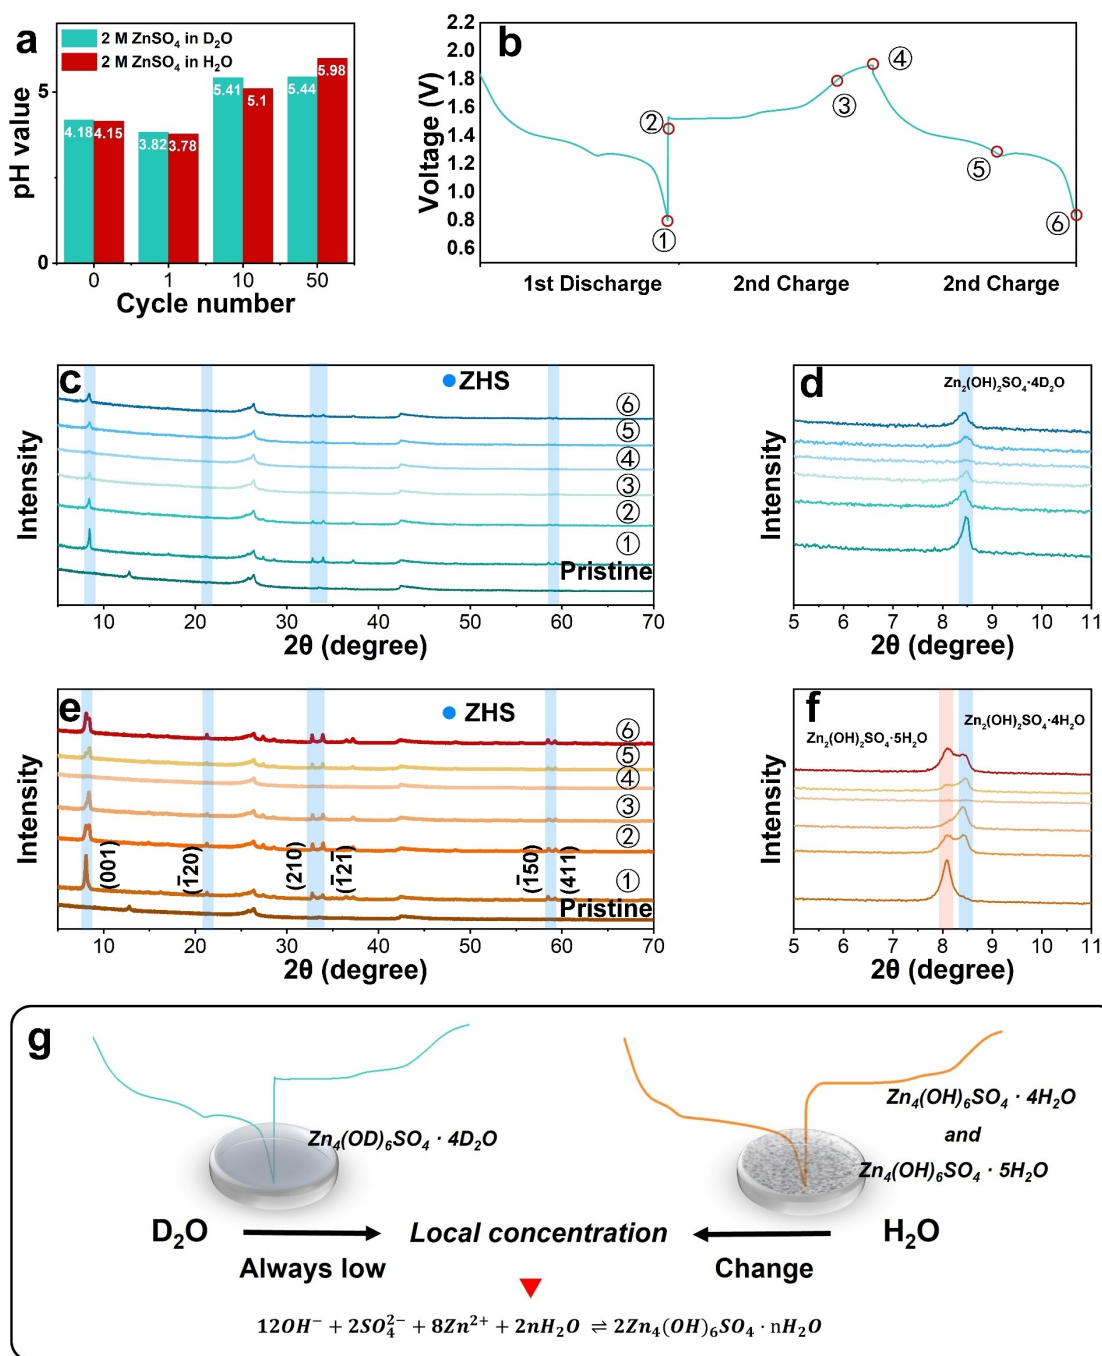 a
2 M ZnSO₄ in D₂O
2 M ZnSO₄ in H₂O
pH value
5
0
4.18
4.15
3.82
3.78
5.41
5.1
5.44
5.98
0 1 10 50
Cycle number
b
Voltage (V)
2.2
2.0
1.8
1.6
1.4
1.2
1.0
0.8
0.6
①
②
③
④
⑤
⑥
1st Discharge 2nd Charge 2nd Charge
c
ZHS
Intensity
⑥
⑤
④
③
②
①
Pristine
10 20 30 40 50 60 70
2θ (degree)
d
Zn₂(OH)₂SO₄·4D₂O
Intensity
5 6 7 8 9 10 11
2θ (degree)
e
ZHS
Intensity
⑥
⑤
④
③
②
①
Pristine
(001)
(1̅20)
(210)
(1̅21̅)
(1̅50)
(411)
10 20 30 40 50 60 70
2θ (degree)
f
Zn₂(OH)₂SO₄·4H₂O
Zn₂(OH)₂SO₄·5H₂O
Intensity
5 6 7 8 9 10 11
2θ (degree)
g
Zn₄(OD)₆SO₄ · 4D₂O
Zn₄(OH)₆SO₄ · 4H₂O
and
Zn₄(OH)₆SO₄ · 5H₂O
D₂O Local concentration H₂O
Always low Change
12OH⁻ + 2SO₄²⁻ + 8Zn²⁺ + 2nH₂O ⇌ 2Zn₄(OH)₆SO₄ · nH₂O